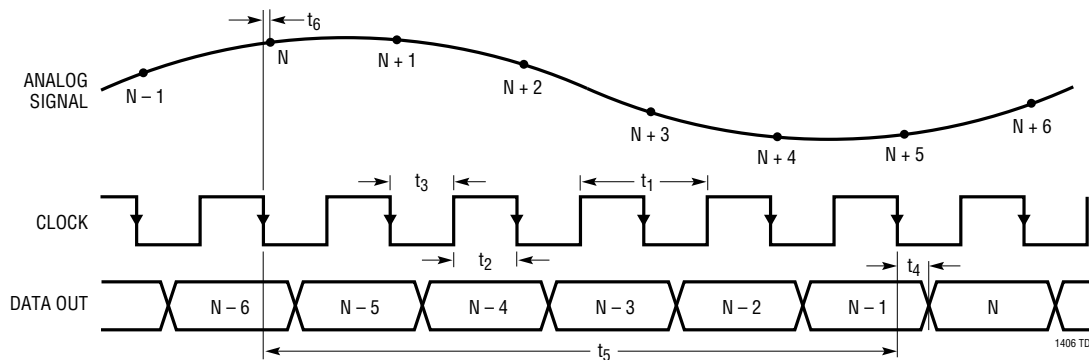 t6
N
N + 1
N – 1
N + 2
ANALOG
SIGNAL
N + 3
N + 4
N + 5
N + 6
t3
t1
CLOCK
t2
t4
DATA OUT
N – 6
N – 5
N – 4
N – 3
N – 2
N – 1
N
t5
1406 TD